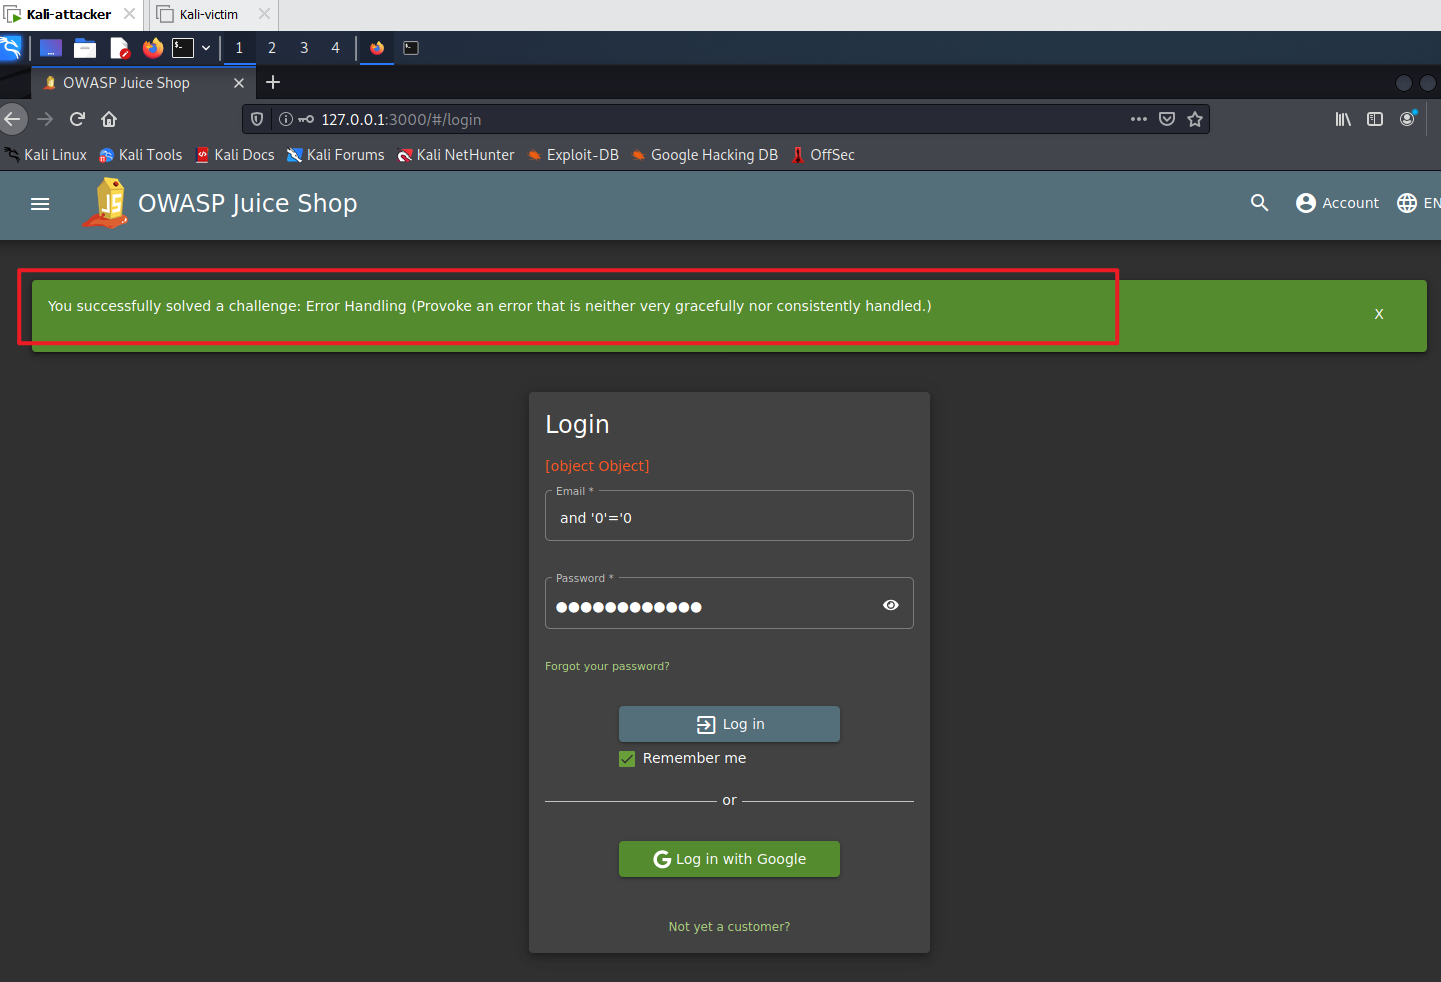 Kali-attacker
Kali-victim
1 2 3 4
OWASP Juice Shop
127.0.0.1:3000/#/login
Kali Linux Kali Tools Kali Docs Kali Forums Kali NetHunter Exploit-DB Google Hacking DB OffSec
JS OWASP Juice Shop Account EN
You successfully solved a challenge: Error Handling (Provoke an error that is neither very gracefully nor consistently handled.)
X
Login
[object Object]
Email *
and '0'='0
Password *
●●●●●●●●●●●●
Forgot your password?
Log in
Remember me
or
G Log in with Google
Not yet a customer?